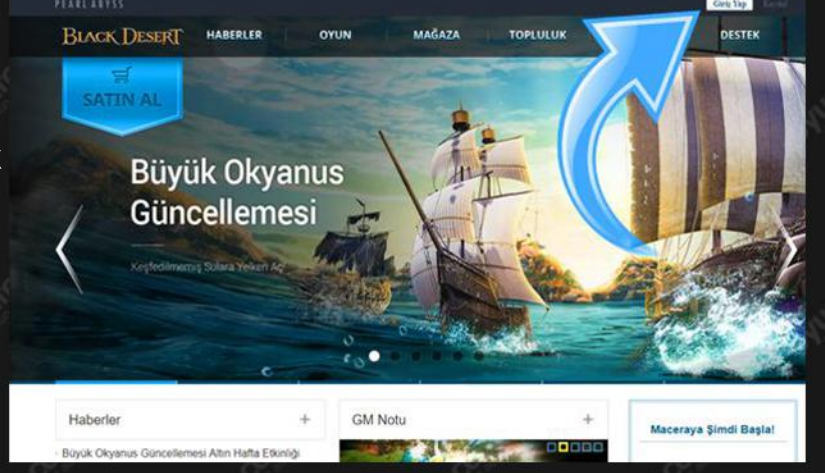 PEARL ABYSS
Giriş Yap
BLACK DESERT HABERLER OYUN MAĞAZA TOPLULUK DESTEK
SATIN AL
Büyük Okyanus
Güncellemesi
Keşfedilmemiş Sulara Yelken Aç
Haberler +
GM Notu +
Maceraya Şimdi Başla!
Büyük Okyanus Güncellemesi Altın Hafta Etkinliği